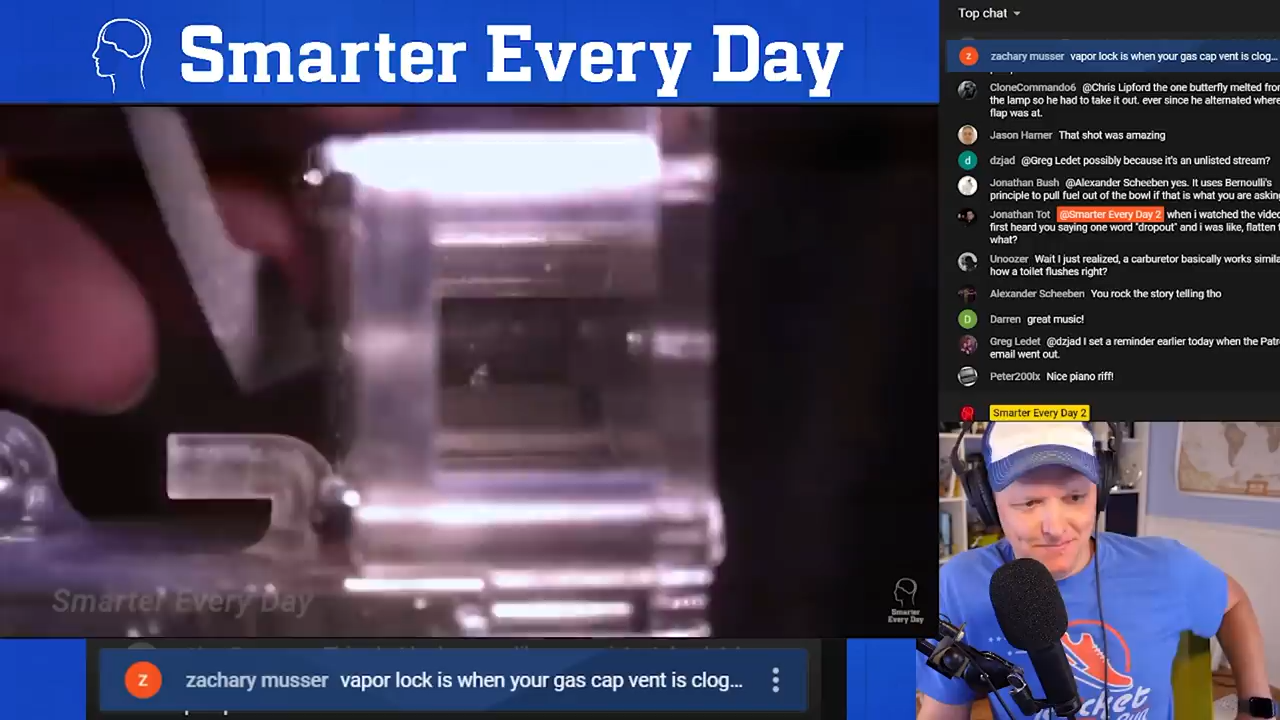 Smarter Every Day
Top chat
zachary musser vapor lock is when your gas cap vent is clog...
CloneCommando6 @Chris Lipford the one butterfly melted from
the lamp so he had to take it out. ever since he alternated where
flap was at.
Jason Harner That shot was amazing
d
dzjad @Greg Ledet possibly because it's an unlisted stream?
Jonathan Bush @Alexander Scheeben yes. It uses Bernoulli's
principle to pull fuel out of the bowl if that is what you are asking
Jonathan Tot @Smarter Every Day 2 when i watched the video
first heard you saying one word "dropout" and i was like, flatten
what?
Unoozer Wait I just realized, a carburetor basically works simila
how a toilet flushes right?
Alexander Scheeben You rock the story telling tho
D
Darren great music!
Greg Ledet @dzjad I set a reminder earlier today when the Patr
email went out.
Peter200lx Nice piano riff!
Smarter Every Day 2
Smarter Every Day
Smarter
Every Day
z
zachary musser vapor lock is when your gas cap vent is clog...